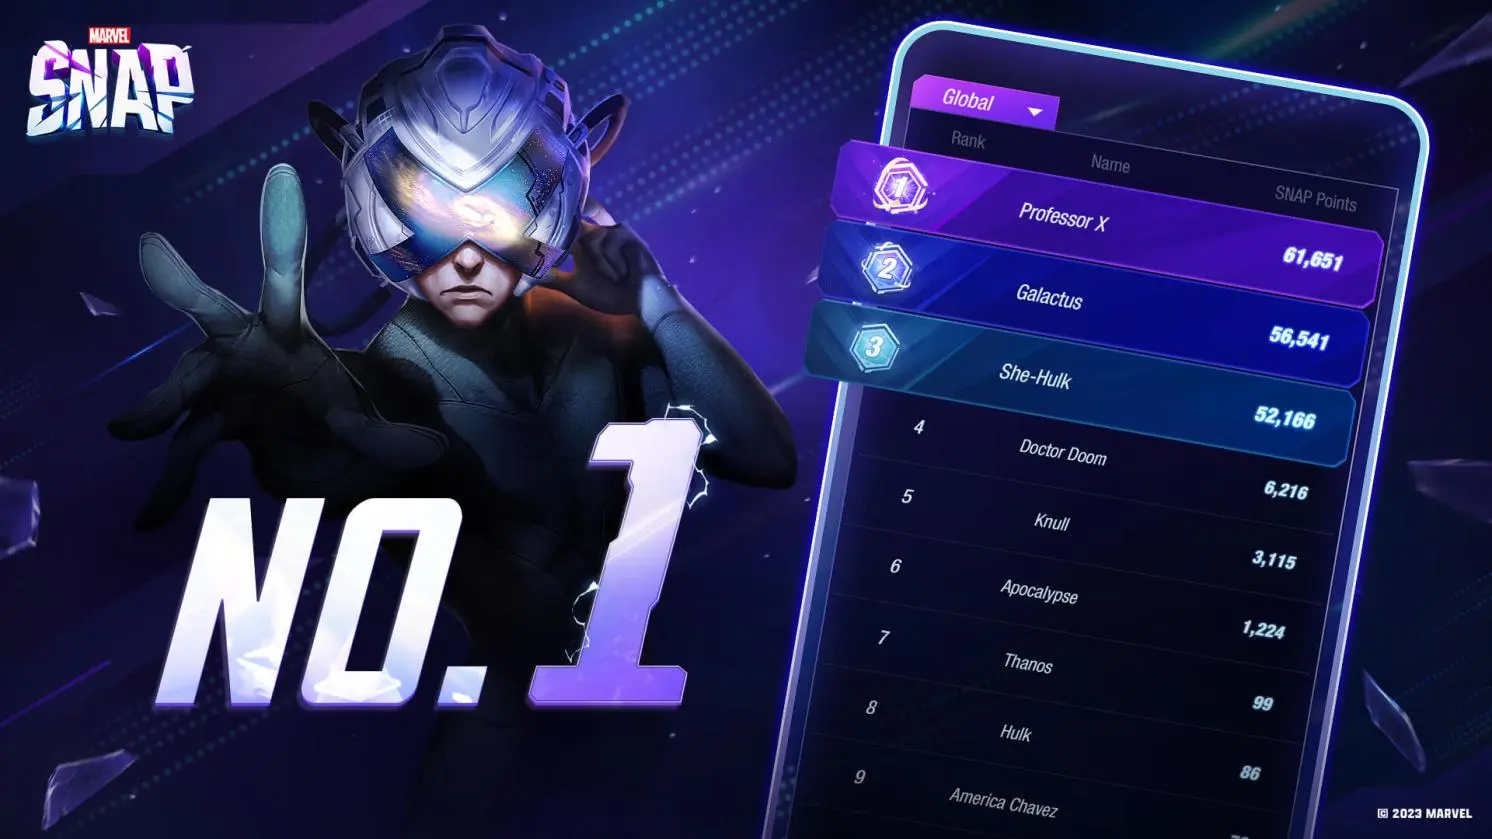 MARVEL
SNAP
NO. 1
Global
Rank Name SNAP Points
1 Professor X 61,651
2 Galactus 56,541
3 She-Hulk 52,166
4 Doctor Doom 6,216
5 Knull 3,115
6 Apocalypse 1,224
7 Thanos 99
8 Hulk 86
9 America Chavez
© 2023 MARVEL